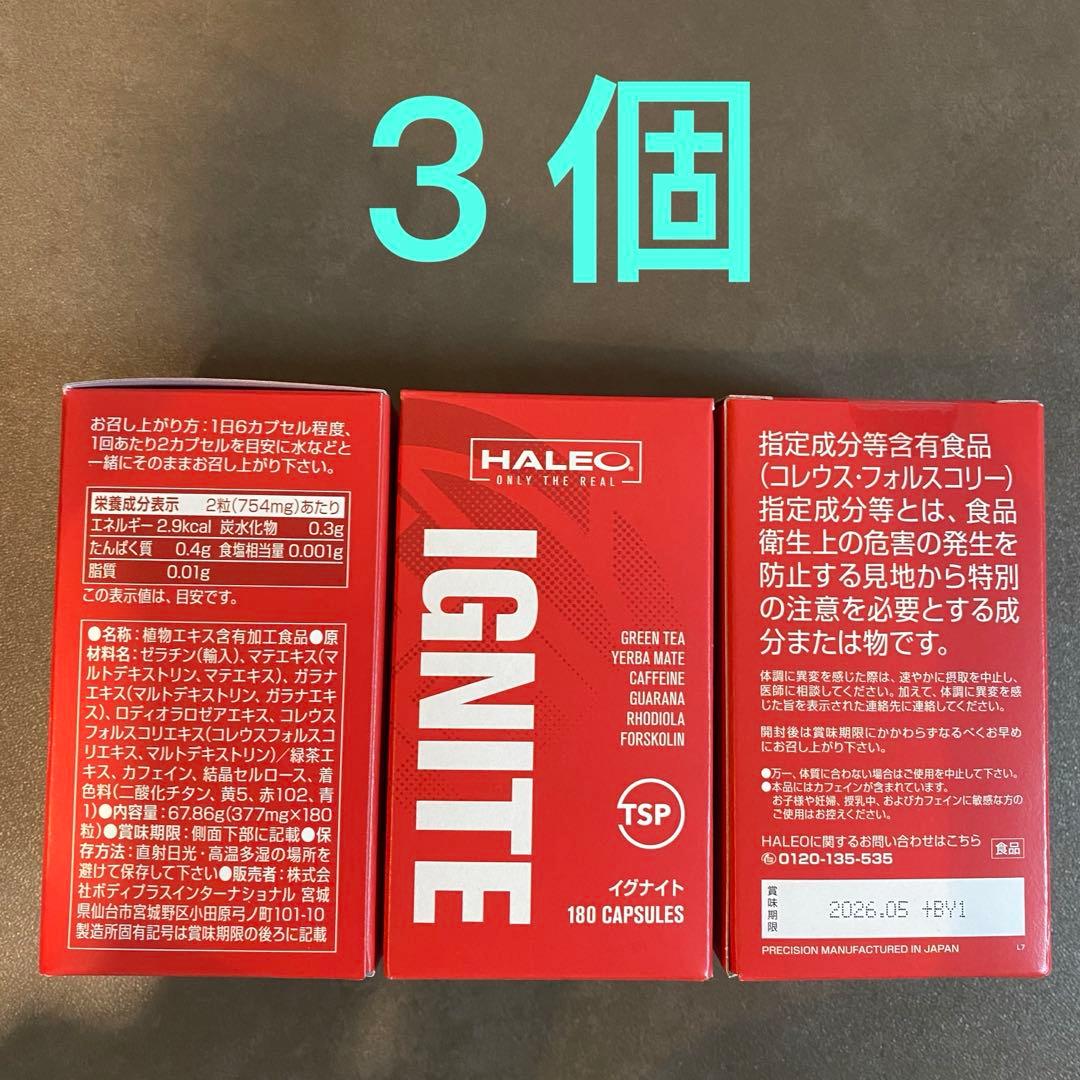 3個
お召し上がり方:1日6カプセル程度、
1回あたり2カプセルを目安に水などと
一緒にそのままお召し上がり下さい。
栄養成分表示 2粒(754mg)あたり
エネルギー 2.9kcal 炭水化物 0.3g
たんぱく質 0.4g 食塩相当量 0.001g
脂質 0.01g
この表示値は、目安です。
●名称:植物エキス含有加工食品●原
材料名:ゼラチン(輸入)、マテエキス(マ
ルトデキストリン、マテエキス)、ガラナ
エキス(マルトデキストリン、ガラナエキ
ス)、ロディオラロゼアエキス、コレウス
フォルスコリエキス(コレウスフォルスコ
リエキス、マルトデキストリン)/緑茶エ
キス、カフェイン、結晶セルロース、着
色料(二酸化チタン、黄5、赤102、青
1)●内容量:67.86g(377mg×180
粒)●賞味期限:側面下部に記載●保
存方法:直射日光・高温多湿の場所を
避けて保存して下さい●販売者:株式会
社ボディプラスインターナショナル 宮城
県仙台市宮城野区小田原弓ノ町101-10
製造所固有記号は賞味期限の後ろに記載
HALEO®
ONLY THE REAL
IGNITE
GREEN TEA
YERBA MATE
CAFFEINE
GUARANA
RHODIOLA
FORSKOLIN
TSP
イグナイト
180 CAPSULES
指定成分等含有食品
(コレウス・フォルスコリー)
指定成分等とは、食品
衛生上の危害の発生を
防止する見地から特別
の注意を必要とする成
分または物です。
体調に異変を感じた際は、速やかに摂取を中止し、
医師に相談してください。加えて、体調に異変を感
じた旨を表示された連絡先に連絡してください。
開封後は賞味期限にかかわらずなるべくお早め
にお召し上がり下さい。
●万一、体質に合わない場合はご使用を中止して下さい。
●本品にはカフェインが含まれています。
お子様や妊婦、授乳中、およびカフェインに敏感な方の
ご使用はお控えください。
HALEOに関するお問い合わせはこちら
0120-135-535
食品
賞味期限
2026.05 +BY1
PRECISION MANUFACTURED IN JAPAN
L7